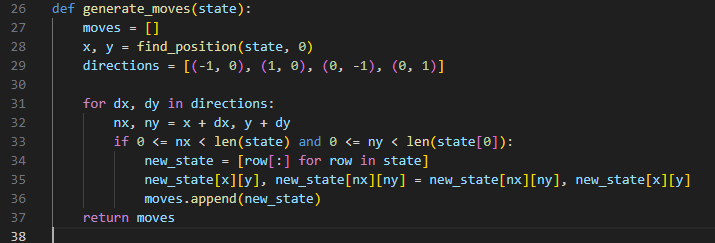 26 def generate_moves(state):
27     moves = []
28     x, y = find_position(state, 0)
29     directions = [(-1, 0), (1, 0), (0, -1), (0, 1)]
30
31     for dx, dy in directions:
32         nx, ny = x + dx, y + dy
33         if 0 <= nx < len(state) and 0 <= ny < len(state[0]):
34             new_state = [row[:] for row in state]
35             new_state[x][y], new_state[nx][ny] = new_state[nx][ny], new_state[x][y]
36             moves.append(new_state)
37     return moves
38